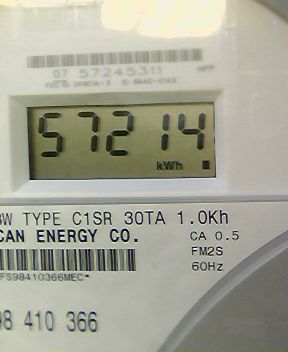 07 57245311
57214
kWh
3W TYPE C1SR 30TA 1.0Kh
CAN ENERGY CO. CA 0.5
FM2S
60Hz
FS98410366MEC*
98 410 366